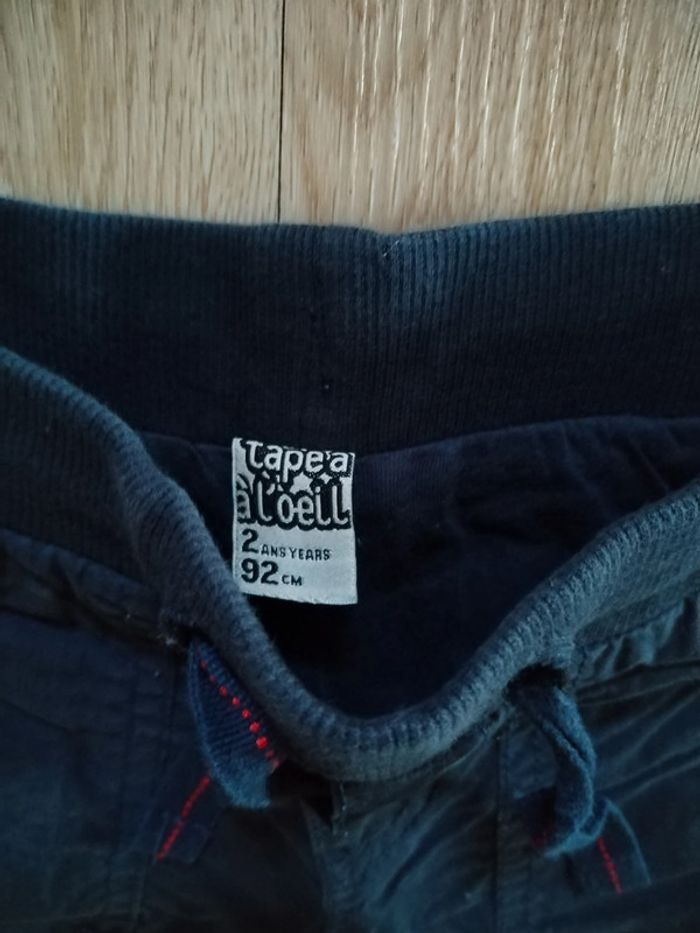 tape a
à l'oeil
2 ANS YEARS
92 CM